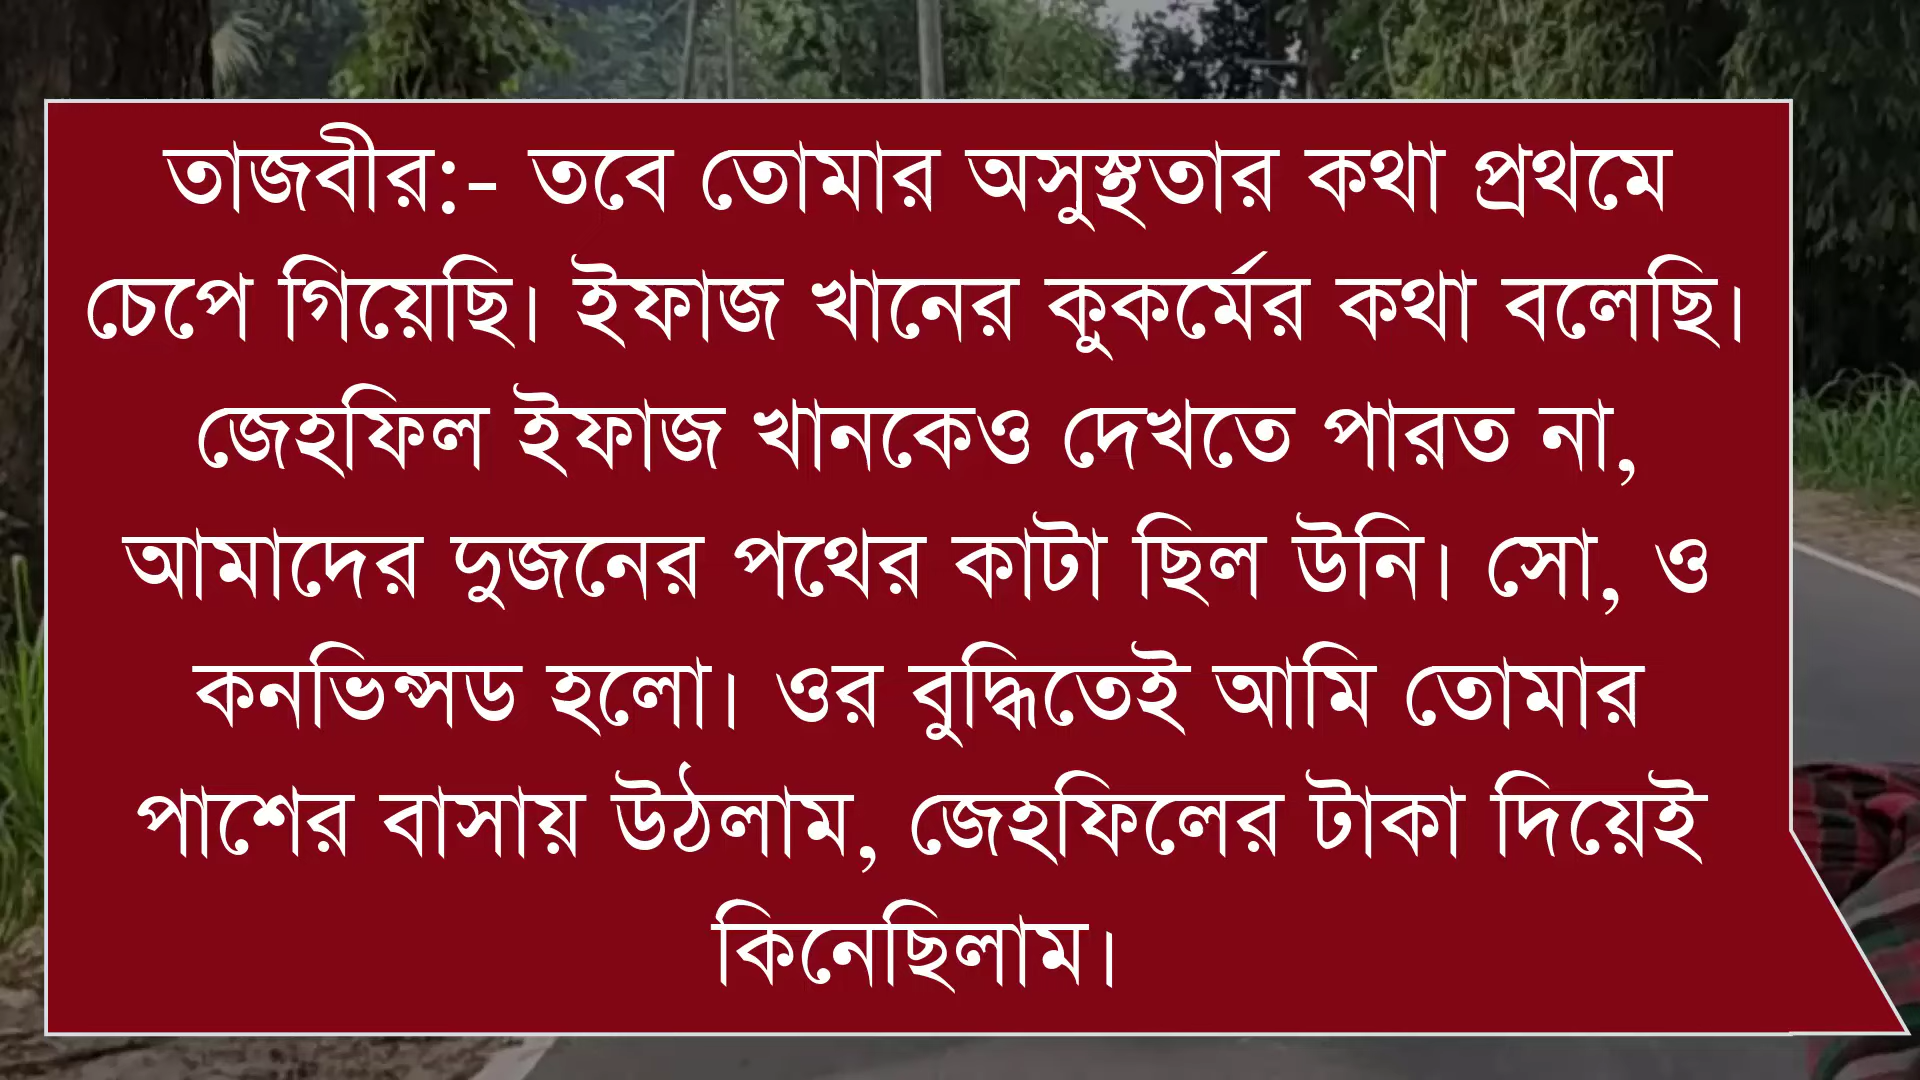 তাজবীর:- তবে তোমার অসুস্থতার কথা প্রথমে
চেপে গিয়েছি। ইফাজ খানের কুকর্মের কথা বলেছি।
জেহফিল ইফাজ খানকেও দেখতে পারত না,
আমাদের দুজনের পথের কাটা ছিল উনি। সো, ও
কনভিন্সড হলো। ওর বুদ্ধিতেই আমি তোমার
পাশের বাসায় উঠলাম, জেহফিলের টাকা দিয়েই
কিনেছিলাম।